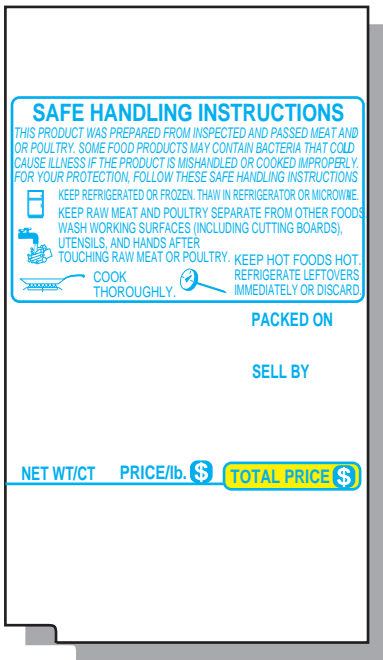 SAFE HANDLING INSTRUCTIONS
THIS PRODUCT WAS PREPARED FROM INSPECTED AND PASSED MEAT AND
OR POULTRY. SOME FOOD PRODUCTS MAY CONTAIN BACTERIA THAT COULD
CAUSE ILLNESS IF THE PRODUCT IS MISHANDLED OR COOKED IMPROPERLY.
FOR YOUR PROTECTION, FOLLOW THESE SAFE HANDLING INSTRUCTIONS
KEEP REFRIGERATED OR FROZEN. THAW IN REFRIGERATOR OR MICROWAVE.
KEEP RAW MEAT AND POULTRY SEPARATE FROM OTHER FOODS
WASH WORKING SURFACES (INCLUDING CUTTING BOARDS),
UTENSILS, AND HANDS AFTER
TOUCHING RAW MEAT OR POULTRY.
COOK
THOROUGHLY.
KEEP HOT FOODS HOT.
REFRIGERATE LEFTOVERS
IMMEDIATELY OR DISCARD.
PACKED ON
SELL BY
NET WT/CT PRICE/lb. $ TOTAL PRICE $